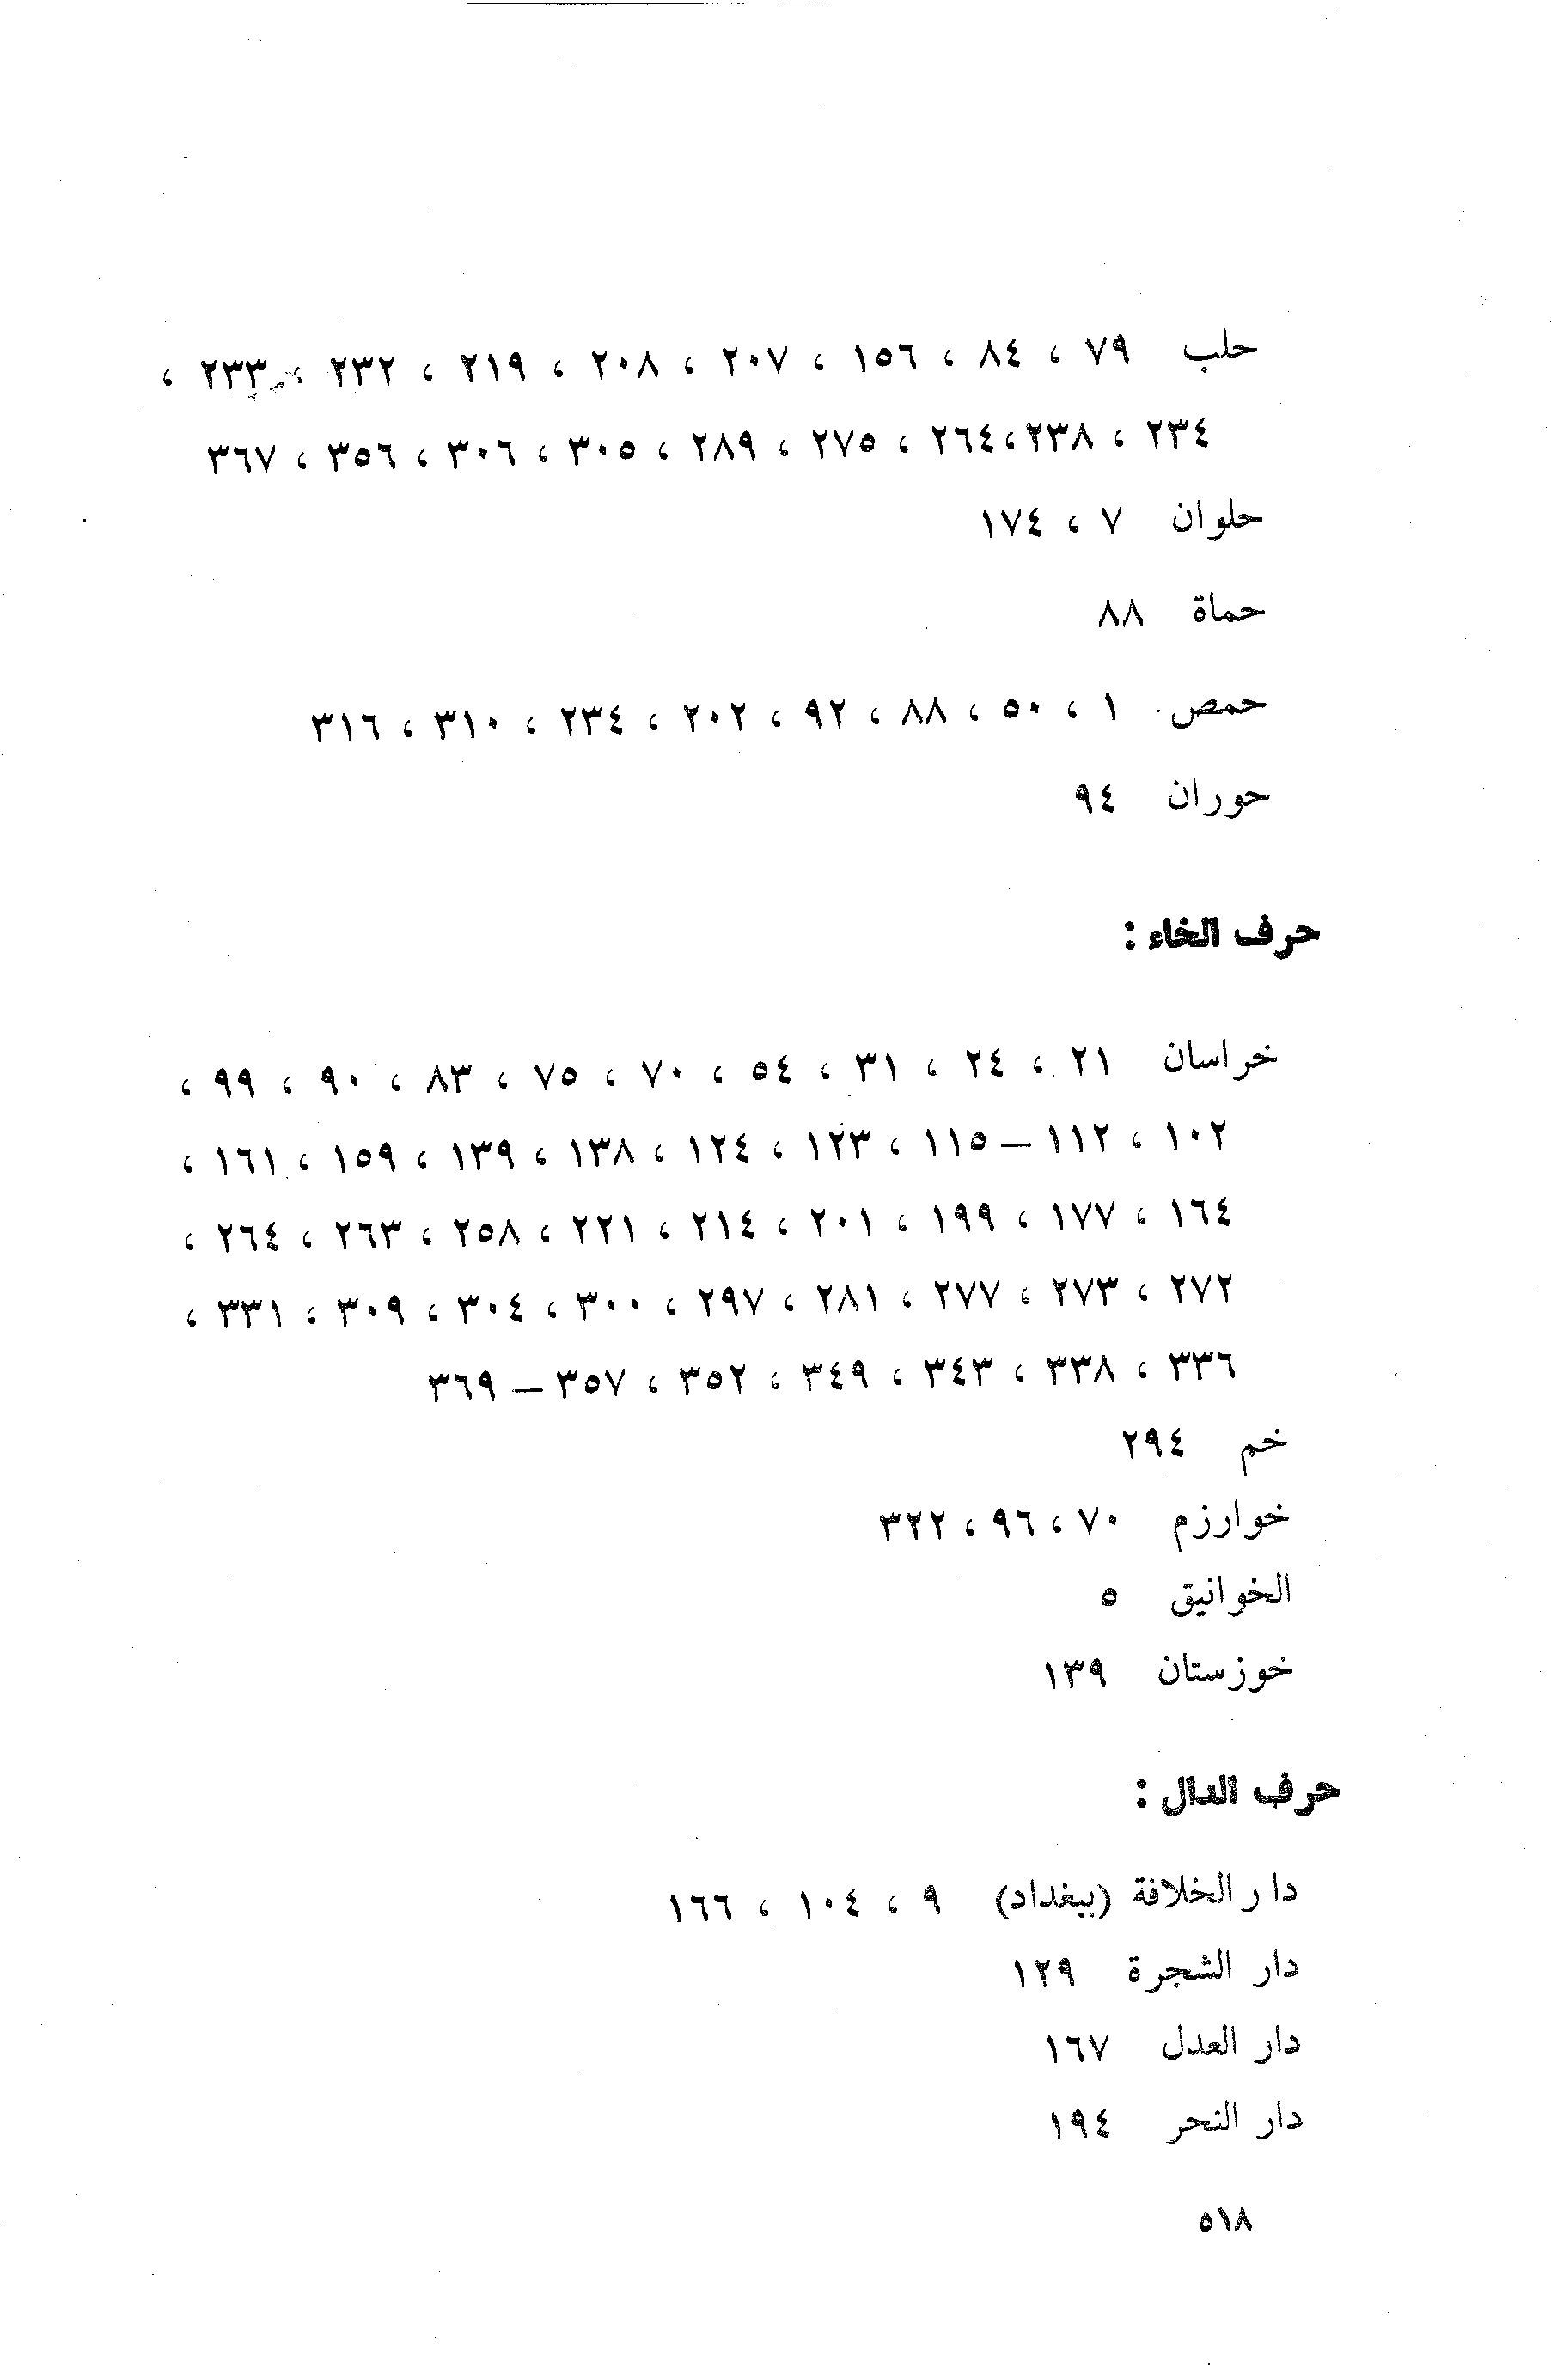 حلب ٧٩ ، ٨٤ ، ١٥٦ ، ٢٠٧ ، ٢٠٨ ، ٢١٩ ، ٢٣٢ ، ٢٣٣ ،
٢٣٤ ، ٢٣٨ ، ٢٦٤ ، ٢٧٥ ، ٢٨٩ ، ٣٠٥ ، ٣٠٦ ، ٣٥٦ ، ٣٦٧
حلوان ٧ ، ١٧٤
حماة ٨٨
حمص ١ ، ٥٠ ، ٨٨ ، ٩٢ ، ٢٠٢ ، ٢٣٤ ، ٣١٠ ، ٣١٦
حوران ٩٤
حرف الخاء :
خراسان ٢١ ، ٢٤ ، ٣١ ، ٥٤ ، ٧٠ ، ٧٥ ، ٨٣ ، ٩٠ ، ٩٩ ،
١٠٢ ، ١١٢ – ١١٥ ، ١٢٣ ، ١٢٤ ، ١٣٨ ، ١٣٩ ، ١٥٩ ، ١٦١ ،
١٦٤ ، ١٧٧ ، ١٩٩ ، ٢٠١ ، ٢١٤ ، ٢٢١ ، ٢٥٨ ، ٢٦٣ ، ٢٦٤ ،
٢٧٢ ، ٢٧٣ ، ٢٧٧ ، ٢٨١ ، ٢٩٧ ، ٣٠٠ ، ٣٠٤ ، ٣٠٩ ، ٣٣١ ،
٣٣٦ ، ٣٣٨ ، ٣٤٣ ، ٣٤٩ ، ٣٥٢ ، ٣٥٧ – ٣٦٩
خم ٢٩٤
خوارزم ٧٠ ، ٩٦ ، ٣٢٢
الخوانيق ٥
خوزستان ١٣٩
حرف الدال :
دار الخلافة (ببغداد) ٩ ، ١٠٤ ، ١٦٦
دار الشجرة ١٢٩
دار العدل ١٦٧
دار النحر ١٩٤
٥١٨